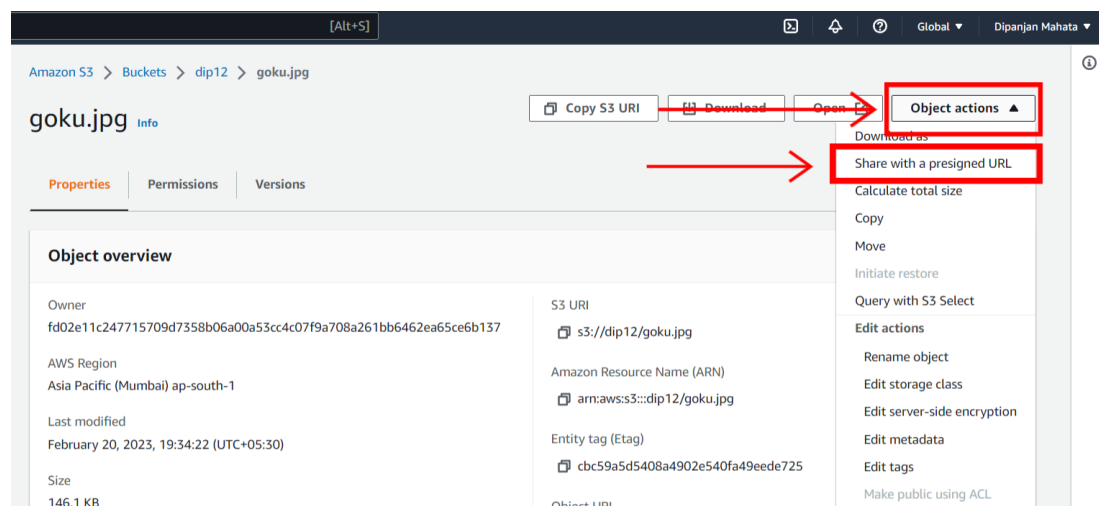 [Alt+S]
Global ▼
Dipanjan Mahata ▼
Amazon S3 > Buckets > dip12 > goku.jpg
goku.jpg Info
Copy S3 URI
Download
Open
Object actions ▲
Download as
Share with a presigned URL
Calculate total size
Copy
Move
Initiate restore
Query with S3 Select
Edit actions
Rename object
Edit storage class
Edit server-side encryption
Edit metadata
Edit tags
Make public using ACL
Properties
Permissions
Versions
Object overview
Owner
fd02e11c247715709d7358b06a00a53cc4c07f9a708a261bb6462ea65ce6b137
AWS Region
Asia Pacific (Mumbai) ap-south-1
Last modified
February 20, 2023, 19:34:22 (UTC+05:30)
Size
146.1 KB
S3 URI
s3://dip12/goku.jpg
Amazon Resource Name (ARN)
arn:aws:s3:::dip12/goku.jpg
Entity tag (Etag)
cbc59a5d5408a4902e540fa49eede725
Object URL